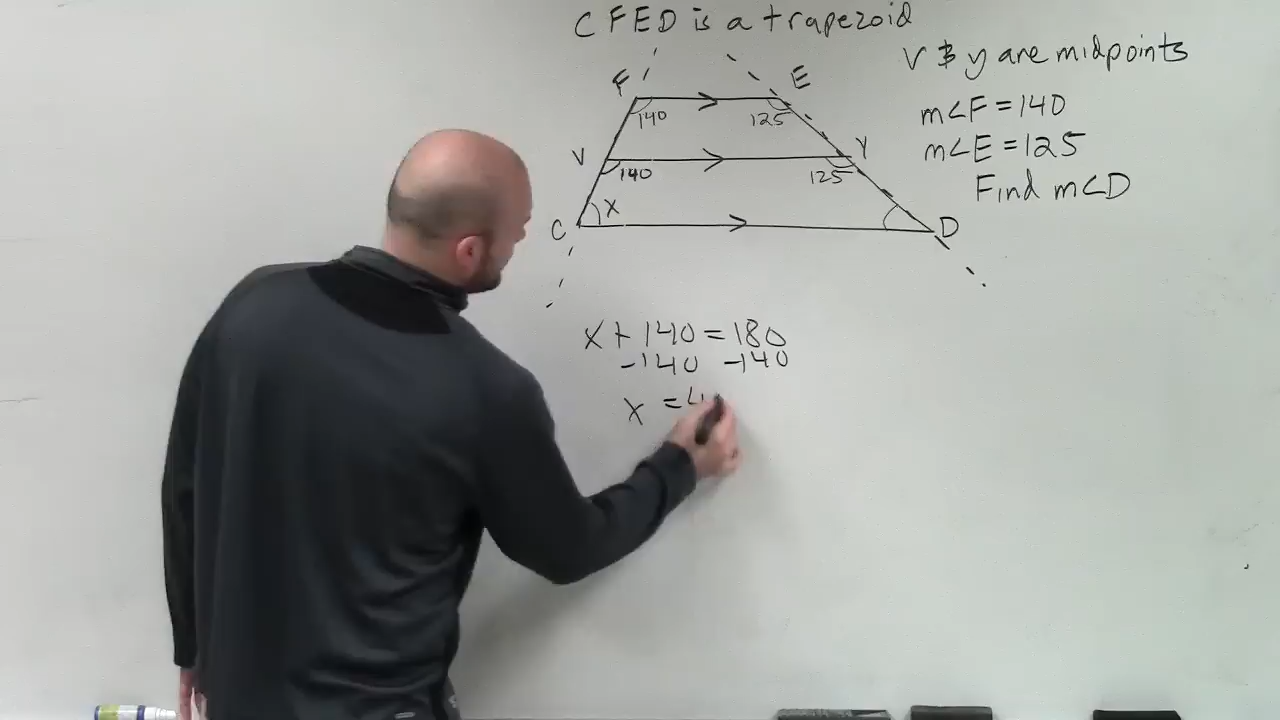 CFED is a trapezoid
V & y are midpoints
F
E
m∠F = 140
140
125
m∠E = 125
V
Y
140
125
Find m∠D
X
C
D
x + 140 = 180
-140 -140
x = 4